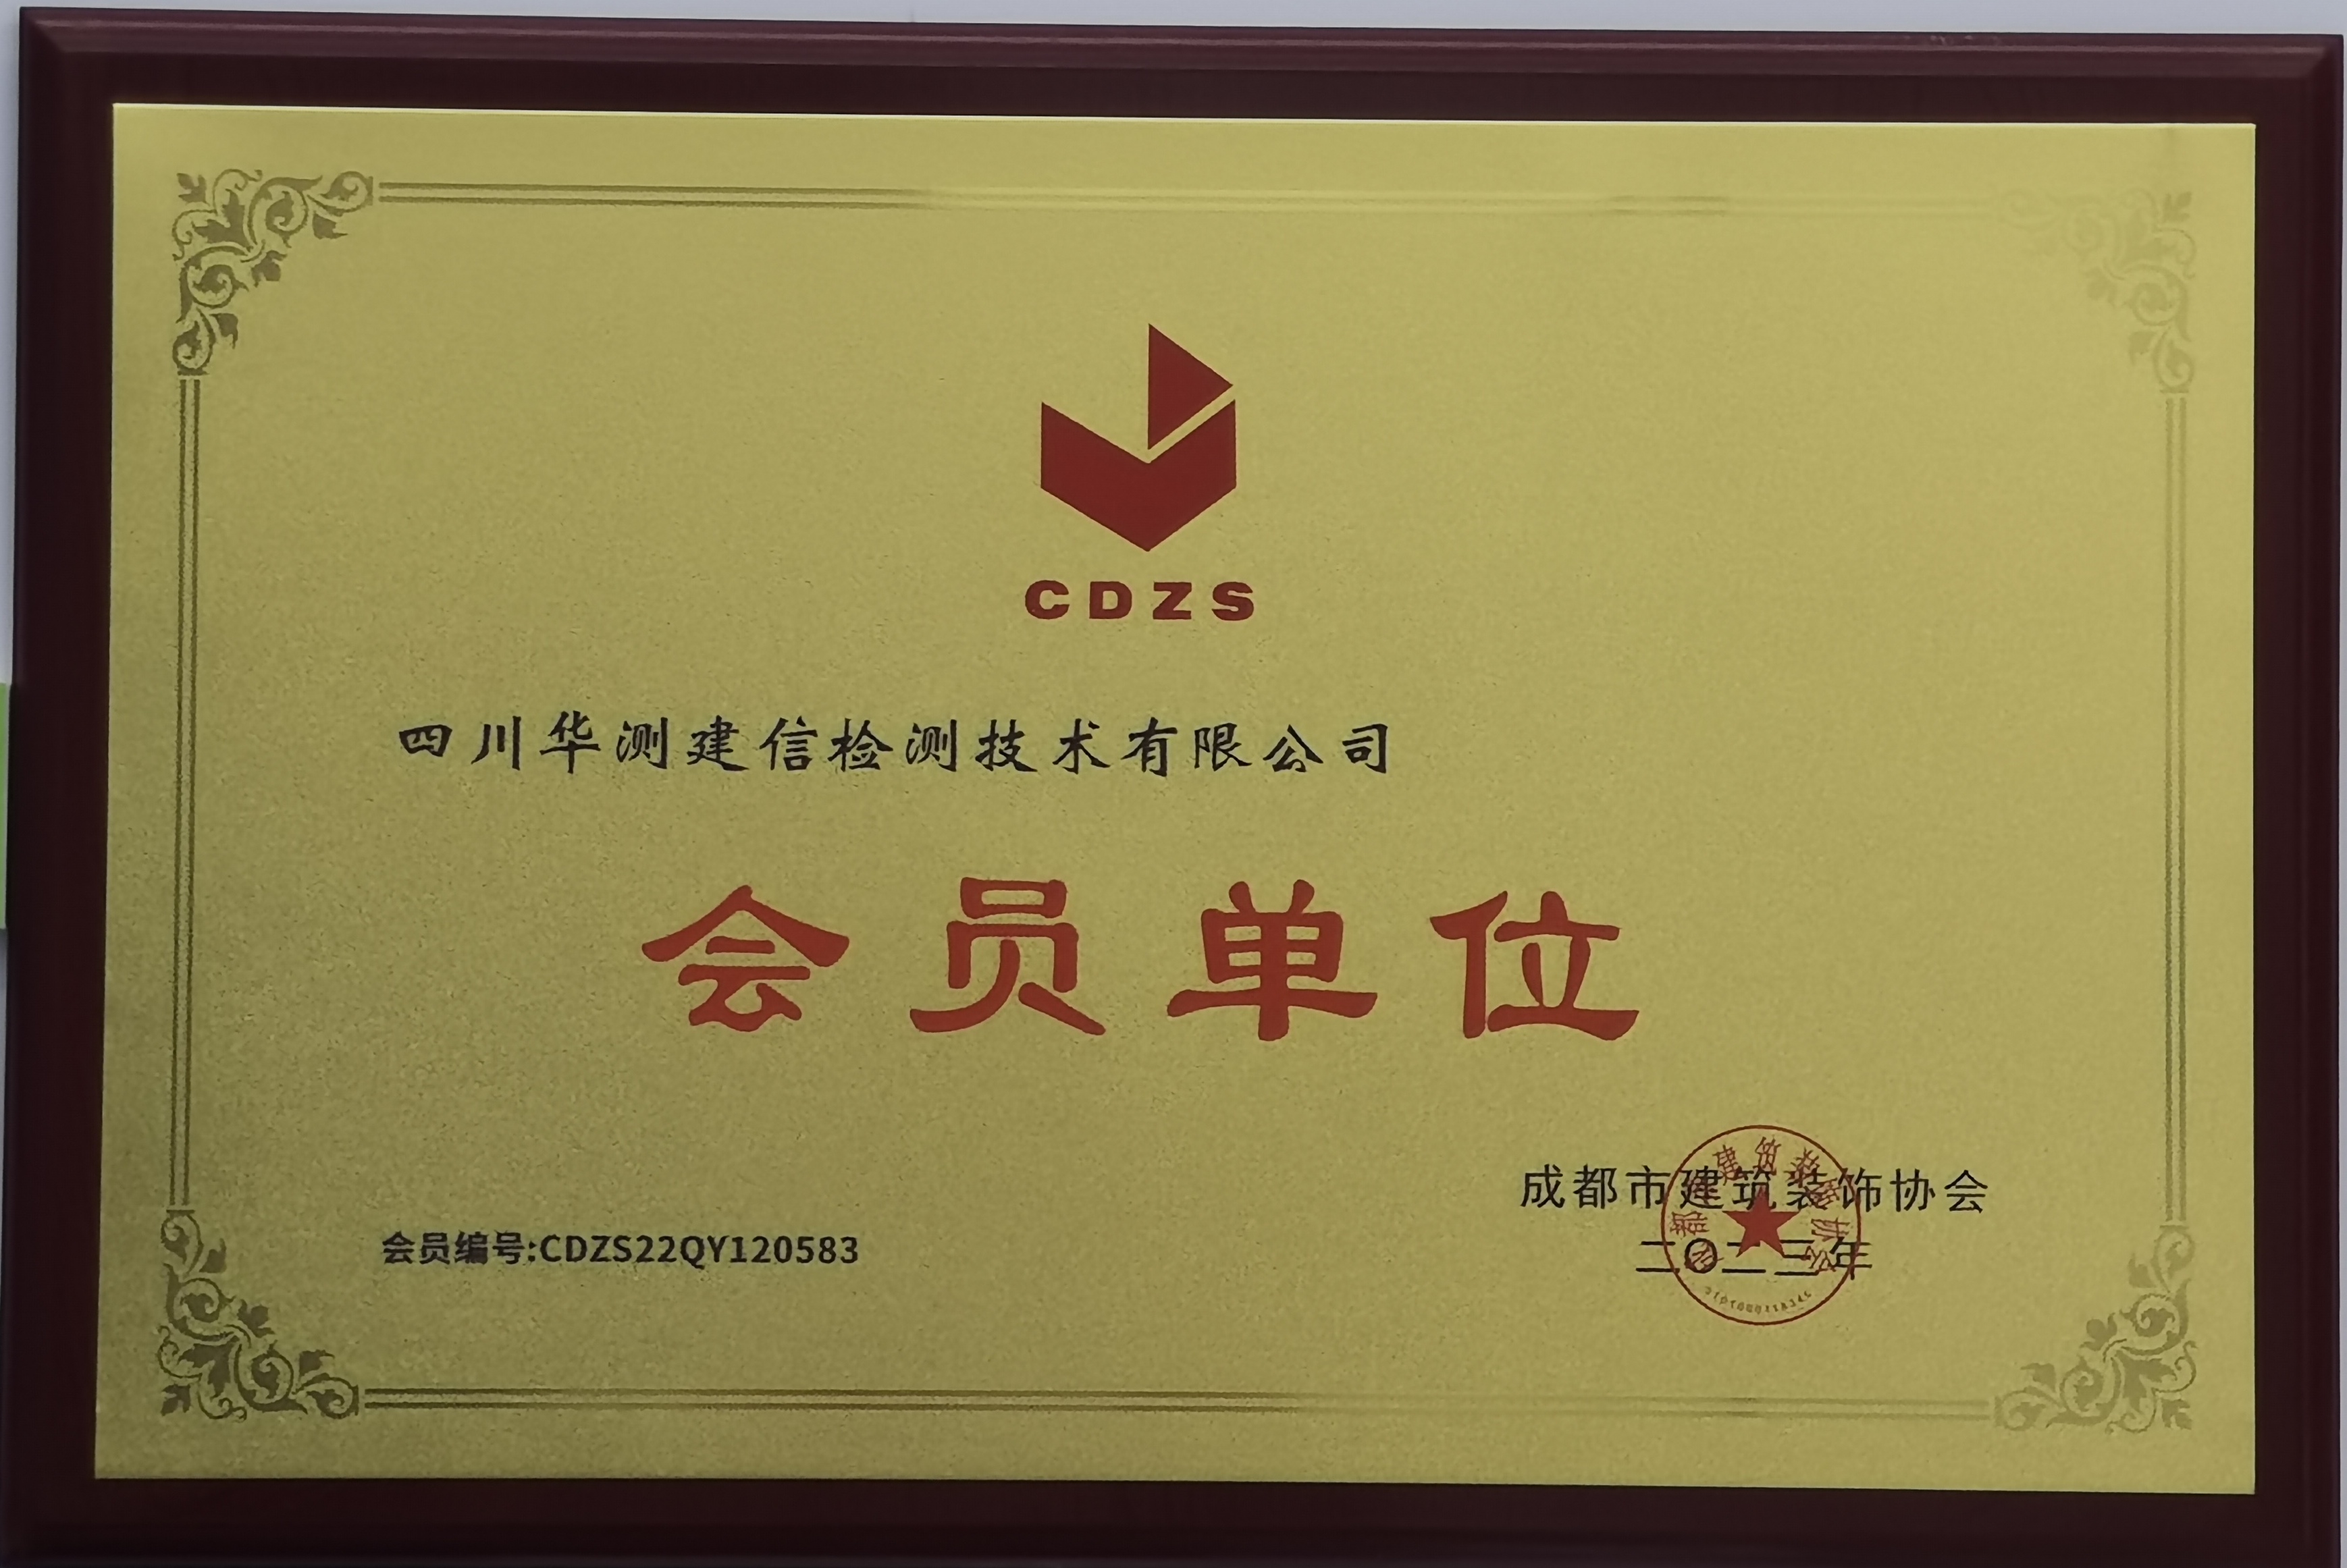 CDZS
四川华测建信检测技术有限公司
会员单位
成都市建筑装饰协会
会员编号:CDZS22QY120583
二〇二三年